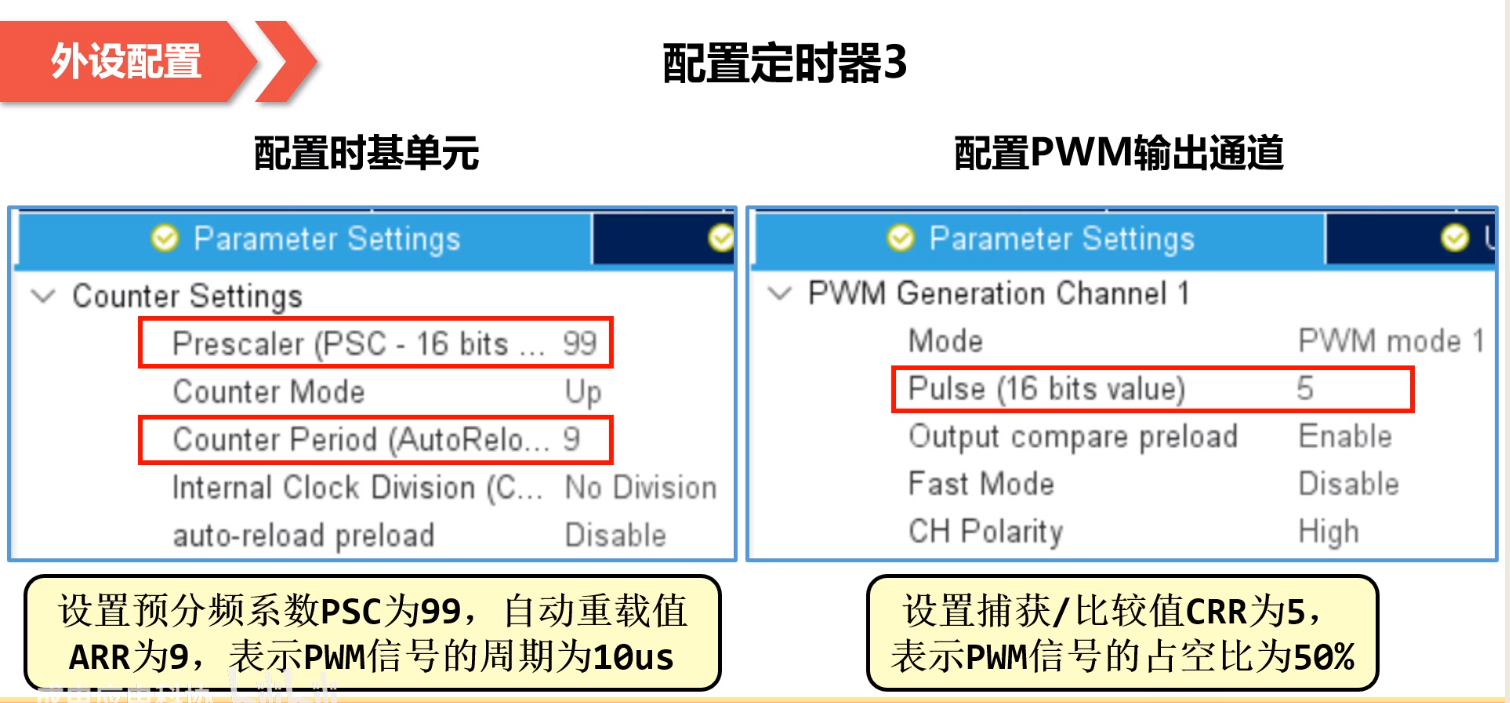 外设配置
配置定时器3
配置时基单元
配置PWM输出通道
Parameter Settings
Counter Settings
Prescaler (PSC - 16 bits ... 99
Counter Mode Up
Counter Period (AutoRelo... 9
Internal Clock Division (C... No Division
auto-reload preload Disable
Parameter Settings
PWM Generation Channel 1
Mode PWM mode 1
Pulse (16 bits value) 5
Output compare preload Enable
Fast Mode Disable
CH Polarity High
设置预分频系数PSC为99，自动重载值
ARR为9，表示PWM信号的周期为10us
设置捕获/比较值CRR为5，
表示PWM信号的占空比为50%